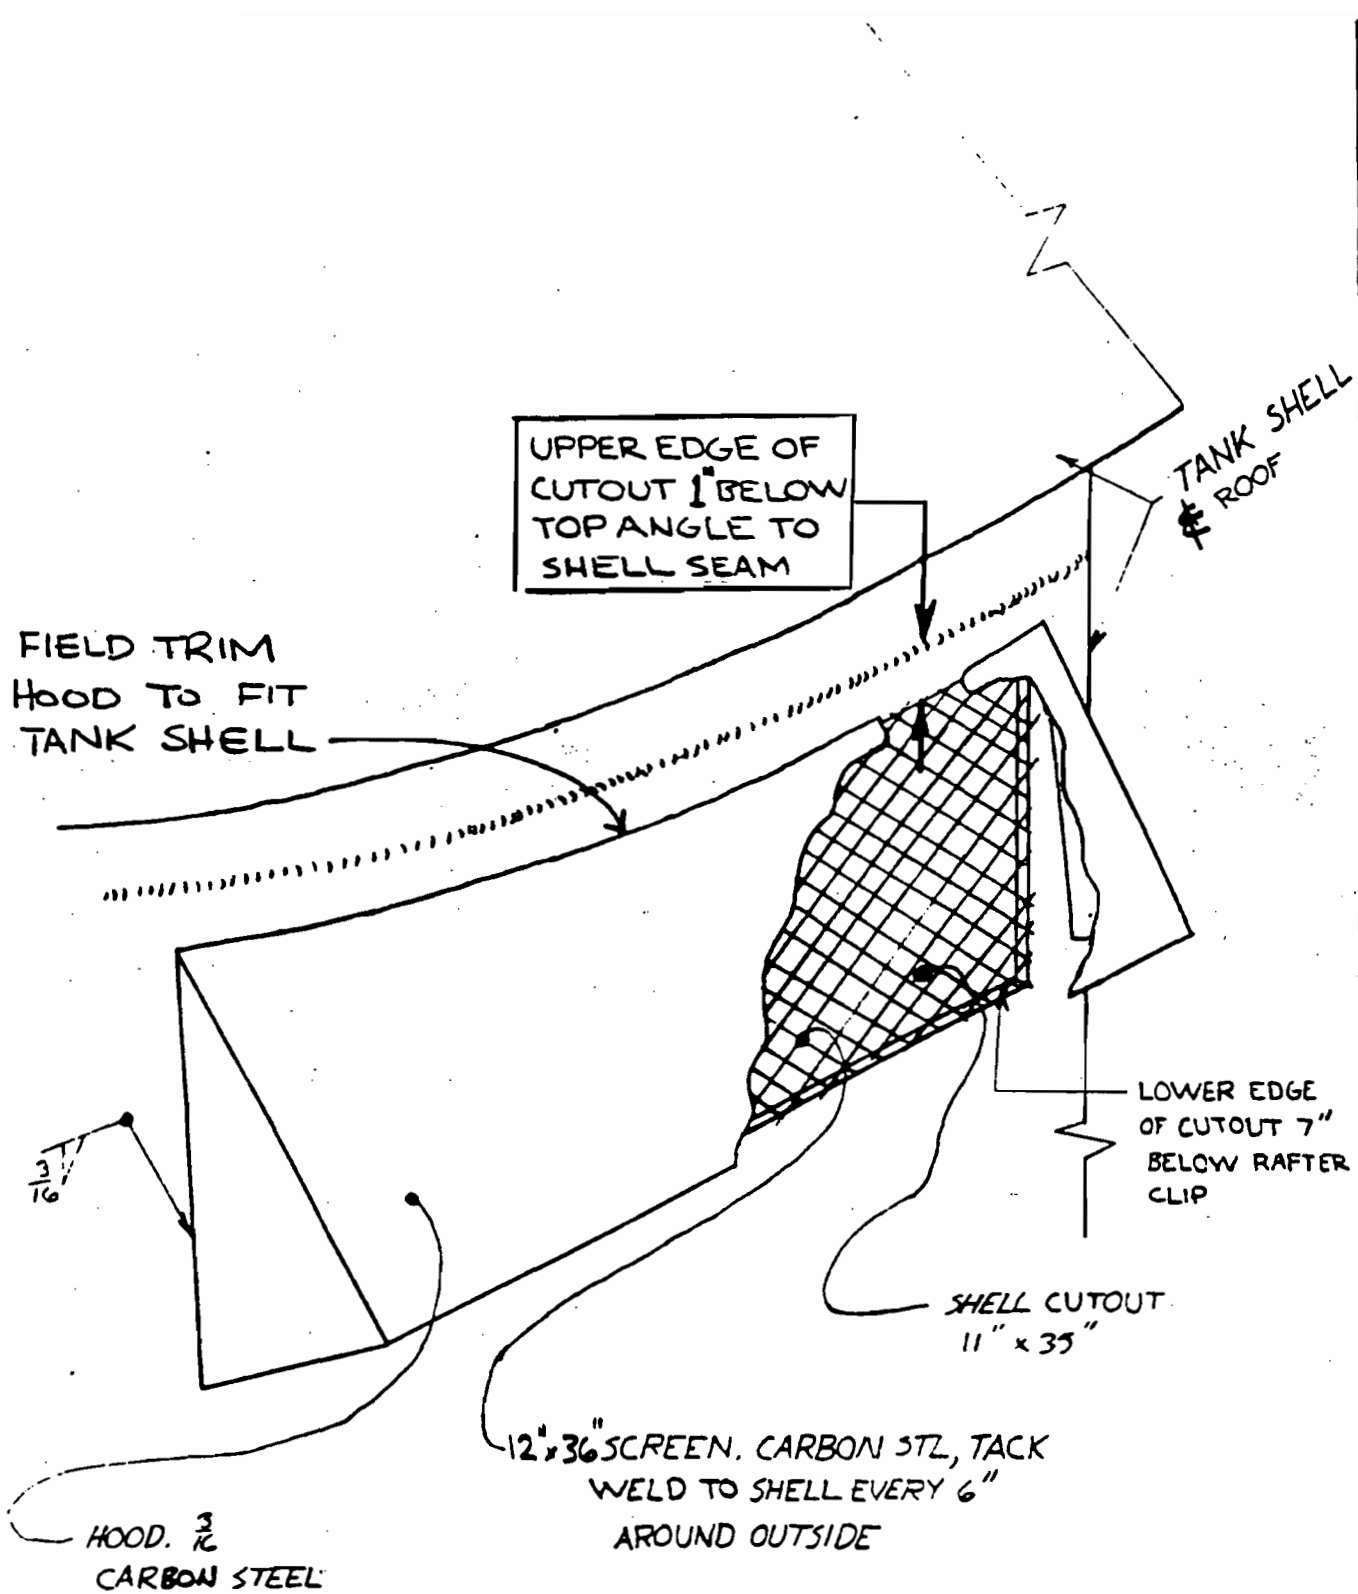 UPPER EDGE OF
CUTOUT 1" BELOW
TOP ANGLE TO
SHELL SEAM
TANK SHELL
℄ ROOF
FIELD TRIM
HOOD TO FIT
TANK SHELL
LOWER EDGE
OF CUTOUT 7"
BELOW RAFTER
CLIP
3/16
SHELL CUTOUT
11" x 35"
12"x36" SCREEN. CARBON STL, TACK
WELD TO SHELL EVERY 6"
AROUND OUTSIDE
HOOD. 3/16
CARBON STEEL